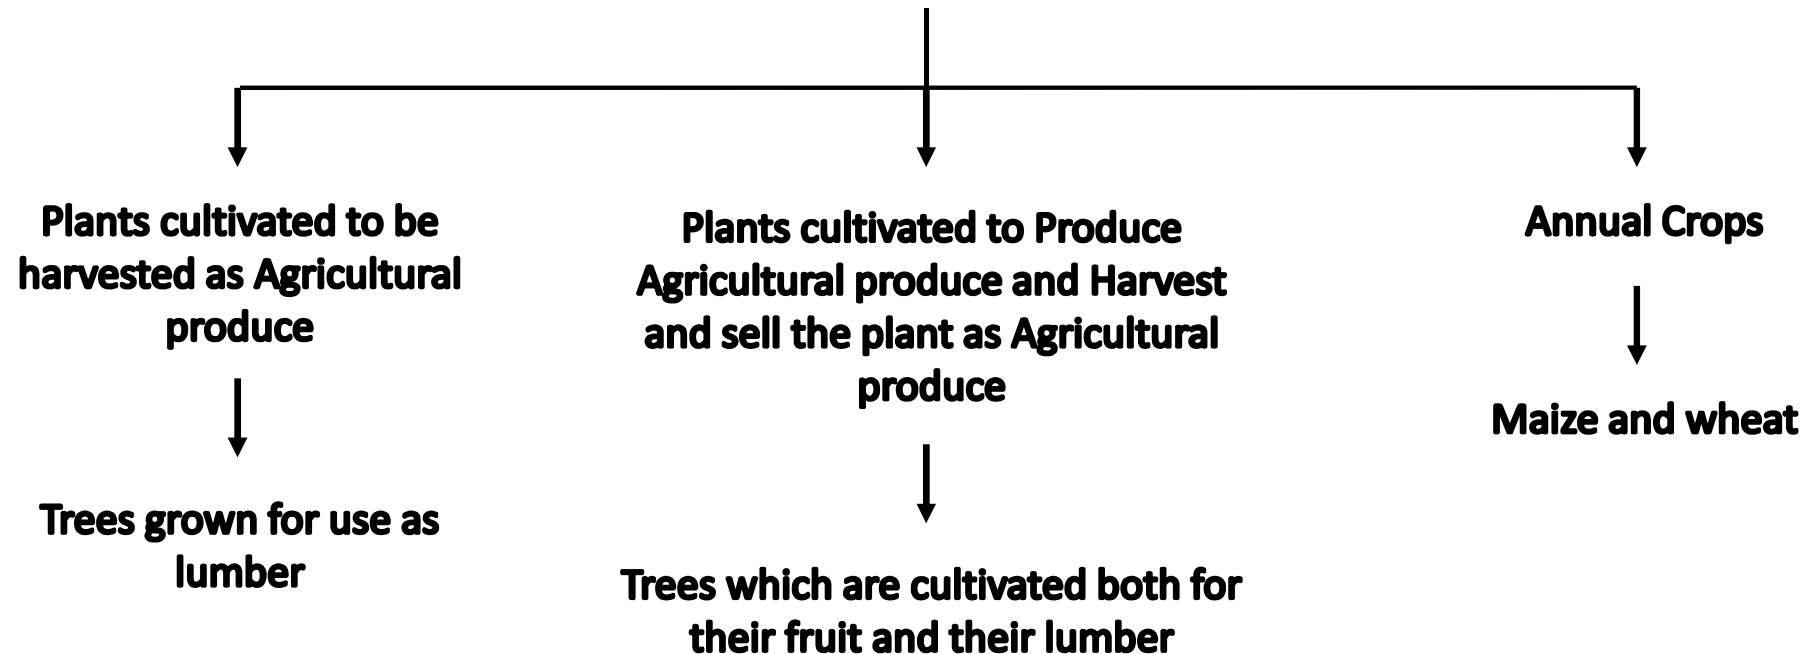 Plants cultivated to be
harvested as Agricultural
produce
Trees grown for use as
lumber
Plants cultivated to Produce
Agricultural produce and Harvest
and sell the plant as Agricultural
produce
Trees which are cultivated both for
their fruit and their lumber
Annual Crops
Maize and wheat